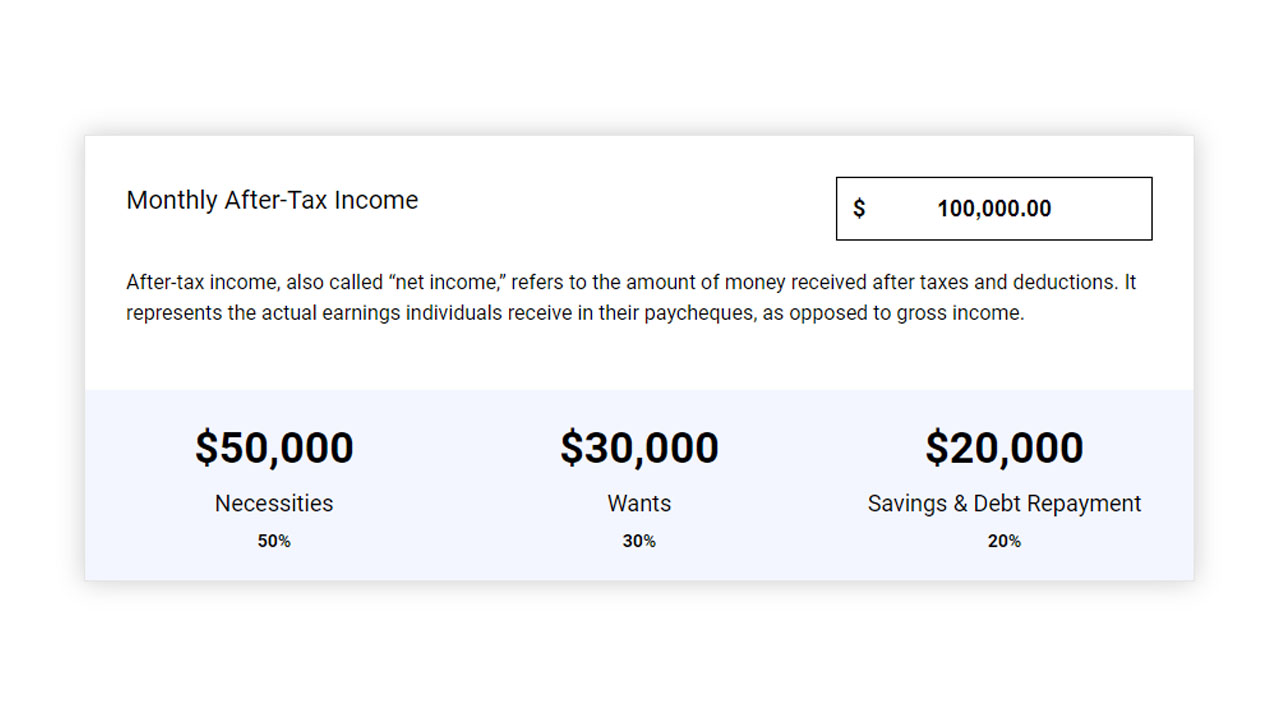 Monthly After-Tax Income
$ 100,000.00
After-tax income, also called “net income,” refers to the amount of money received after taxes and deductions. It
represents the actual earnings individuals receive in their paycheques, as opposed to gross income.
$50,000
Necessities
50%
$30,000
Wants
30%
$20,000
Savings & Debt Repayment
20%